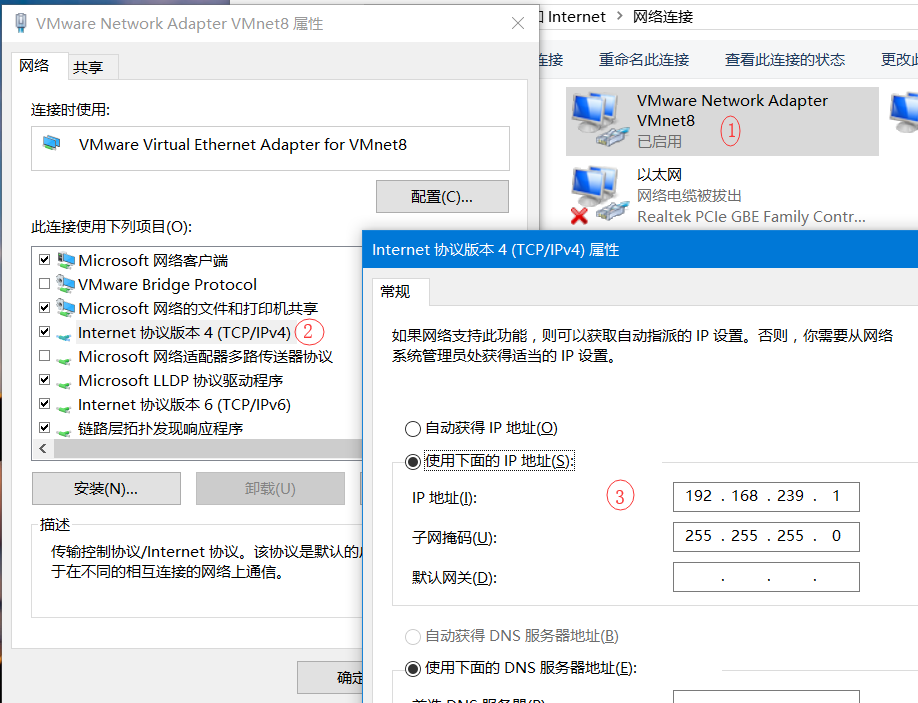 VMware Network Adapter VMnet8 属性
网络
共享
连接时使用:
VMware Virtual Ethernet Adapter for VMnet8
配置(C)...
此连接使用下列项目(O):
Microsoft 网络客户端
VMware Bridge Protocol
Microsoft 网络的文件和打印机共享
Internet 协议版本 4 (TCP/IPv4)
2
Microsoft 网络适配器多路传送器协议
Microsoft LLDP 协议驱动程序
Internet 协议版本 6 (TCP/IPv6)
链路层拓扑发现响应程序
安装(N)...
卸载(U)
描述
传输控制协议/Internet 协议。该协议是默认的
于在不同的相互连接的网络上通信。
确定
Internet > 网络连接
连接
重命名此连接
查看此连接的状态
更改此
VMware Network Adapter
VMnet8
1
已启用
以太网
网络电缆被拔出
Realtek PCIe GBE Family Contr...
Internet 协议版本 4 (TCP/IPv4) 属性
常规
如果网络支持此功能，则可以获取自动指派的 IP 设置。否则，你需要从网络
系统管理员处获得适当的 IP 设置。
自动获得 IP 地址(O)
使用下面的 IP 地址(S):
IP 地址(I):
3
192 . 168 . 239 . 1
子网掩码(U):
255 . 255 . 255 . 0
默认网关(D):
. . .
自动获得 DNS 服务器地址(B)
使用下面的 DNS 服务器地址(E):